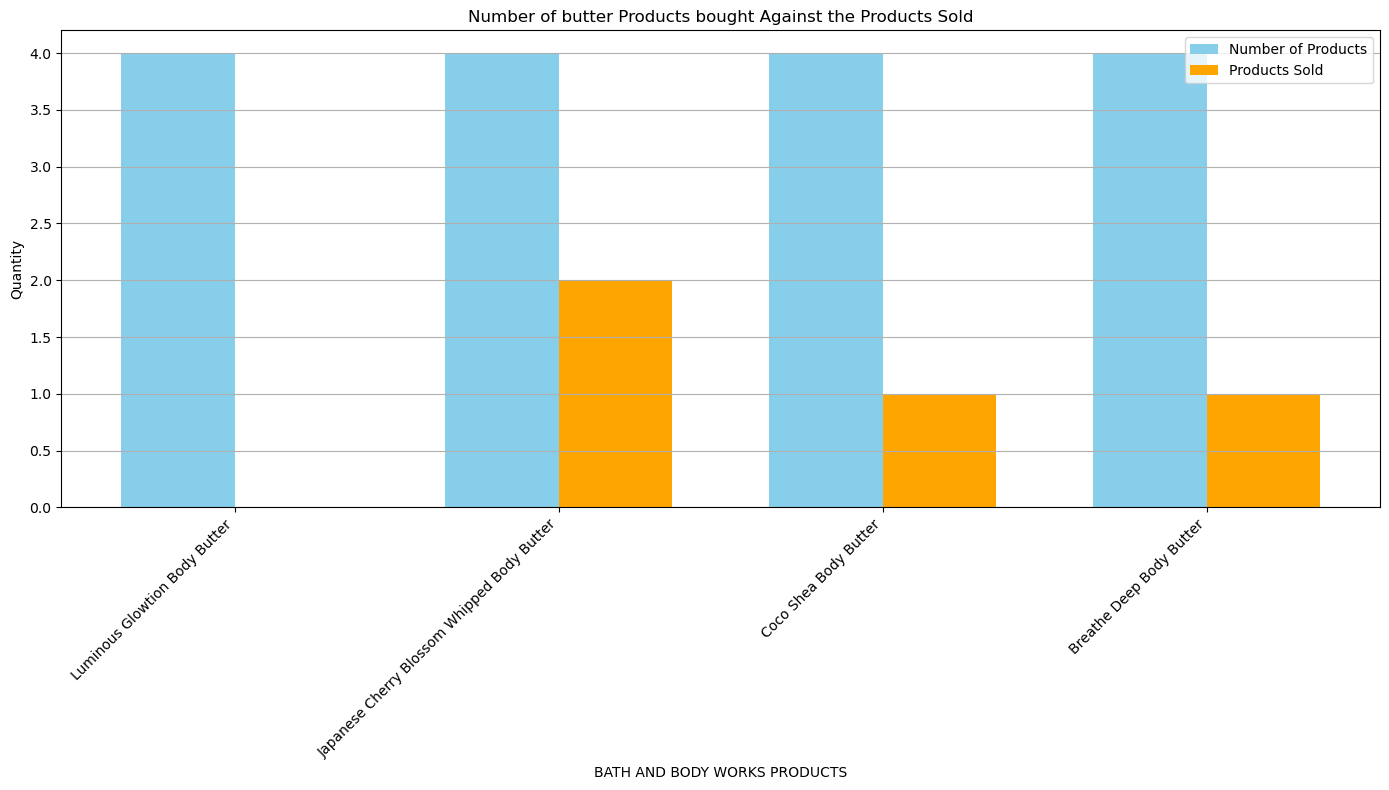 Number of butter Products bought Against the Products Sold
Number of Products
Products Sold
Quantity
4.0
3.5
3.0
2.5
2.0
1.5
1.0
0.5
0.0
Luminous Glowtion Body Butter
Japanese Cherry Blossom Whipped Body Butter
Coco Shea Body Butter
Breathe Deep Body Butter
BATH AND BODY WORKS PRODUCTS